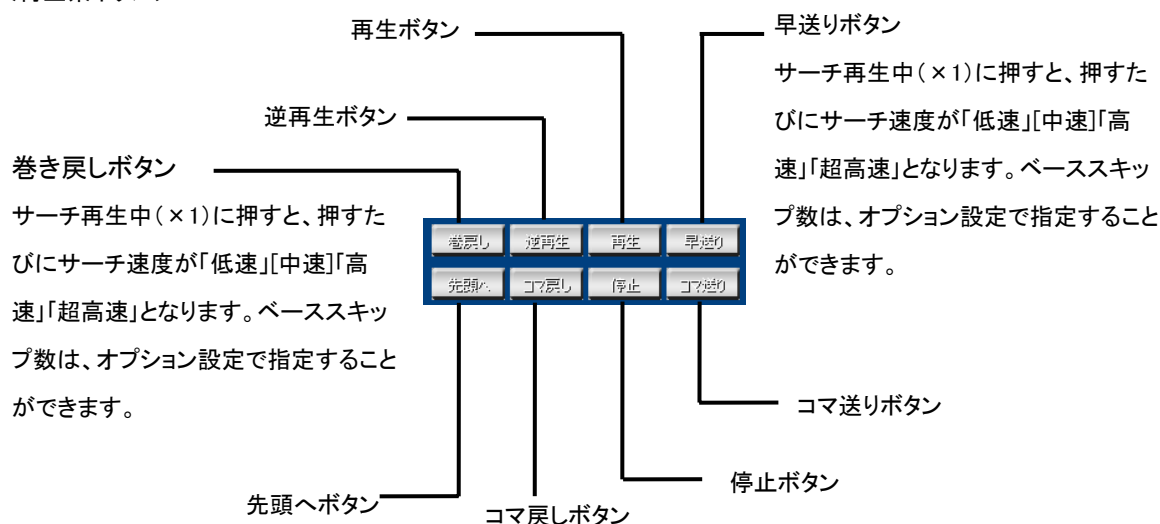 再生ボタン
早送りボタン
サーチ再生中(×1)に押すと、押すた
びにサーチ速度が「低速」[中速]「高
速」「超高速」となります。ベーススキッ
プ数は、オプション設定で指定すること
ができます。
逆再生ボタン
巻き戻しボタン
サーチ再生中(×1)に押すと、押すた
びにサーチ速度が「低速」[中速]「高
速」「超高速」となります。ベーススキッ
プ数は、オプション設定で指定すること
ができます。
巻戻し 逆再生 再生 早送り
先頭へ コマ戻し 停止 コマ送り
コマ送りボタン
停止ボタン
先頭へボタン
コマ戻しボタン